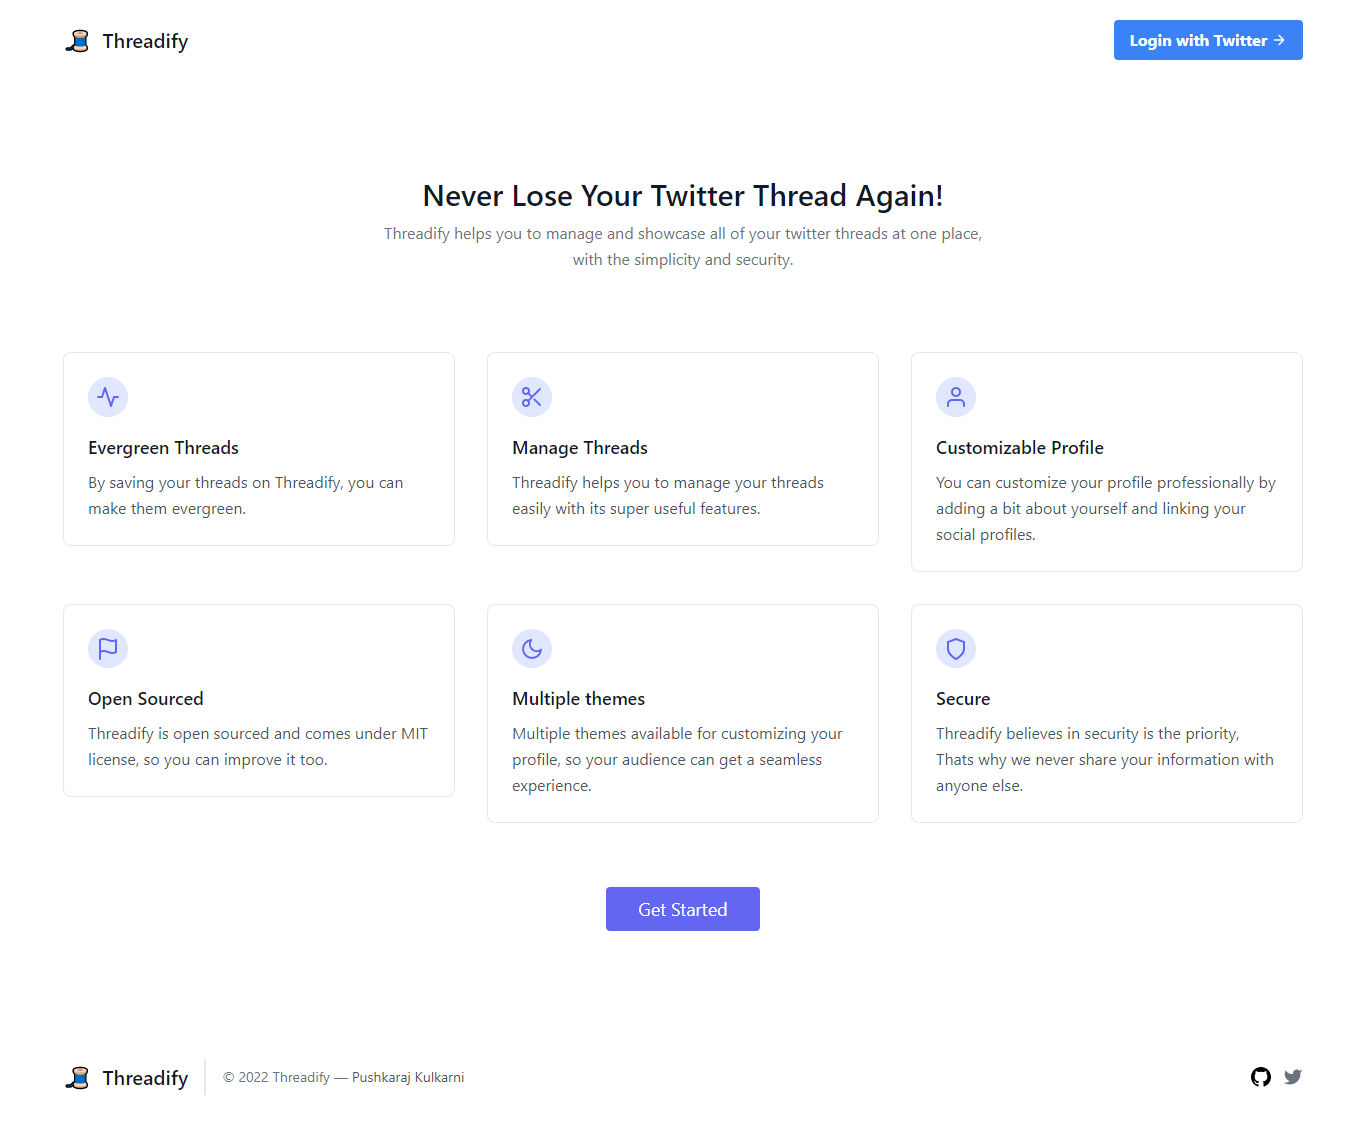 Threadify
Login with Twitter →
Never Lose Your Twitter Thread Again!
Threadify helps you to manage and showcase all of your twitter threads at one place,
with the simplicity and security.
Evergreen Threads
By saving your threads on Threadify, you can
make them evergreen.
Manage Threads
Threadify helps you to manage your threads
easily with its super useful features.
Customizable Profile
You can customize your profile professionally by
adding a bit about yourself and linking your
social profiles.
Open Sourced
Threadify is open sourced and comes under MIT
license, so you can improve it too.
Multiple themes
Multiple themes available for customizing your
profile, so your audience can get a seamless
experience.
Secure
Threadify believes in security is the priority,
Thats why we never share your information with
anyone else.
Get Started
Threadify
© 2022 Threadify — Pushkaraj Kulkarni